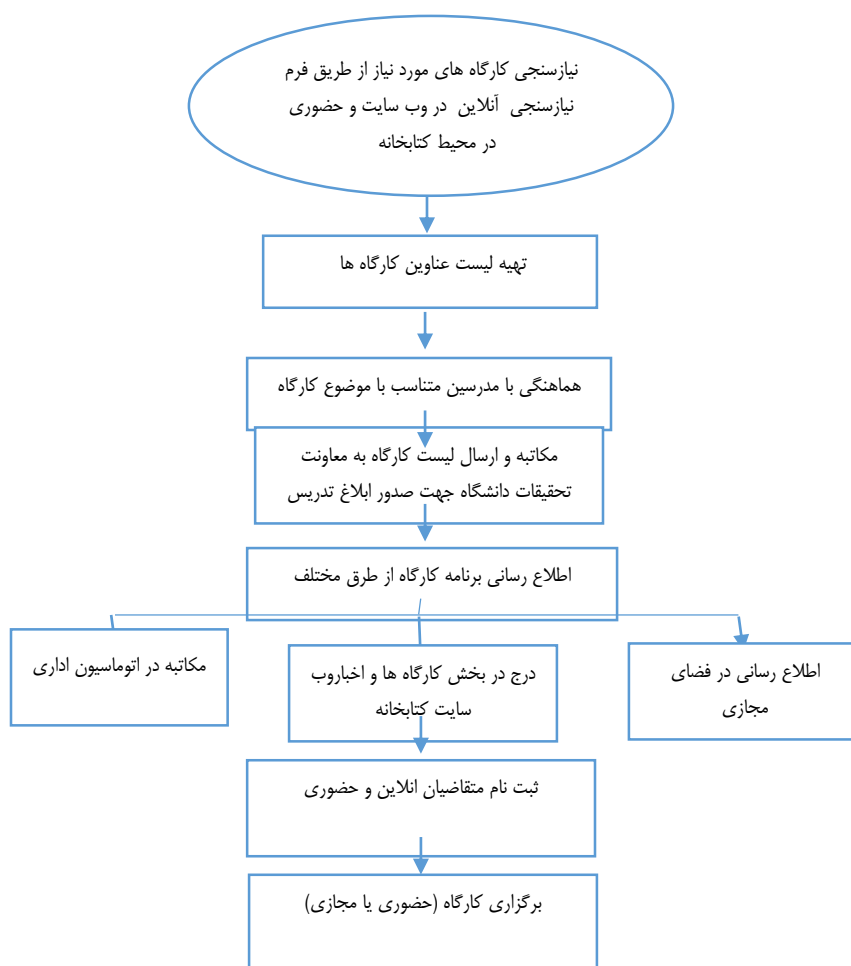 نیازسنجی کارگاه های مورد نیاز از طریق فرم
نیازسنجی آنلاین در وب سایت و حضوری
در محیط کتابخانه
تهیه لیست عناوین کارگاه ها
هماهنگی با مدرسین متناسب با موضوع کارگاه
مکاتبه و ارسال لیست کارگاه به معاونت
تحقیقات دانشگاه جهت صدور ابلاغ تدریس
اطلاع رسانی برنامه کارگاه از طرق مختلف
اطلاع رسانی در فضای
مجازی
درج در بخش کارگاه ها و اخباروب
سایت کتابخانه
مکاتبه در اتوماسیون اداری
ثبت نام متقاضیان انلاین و حضوری
برگزاری کارگاه (حضوری یا مجازی)